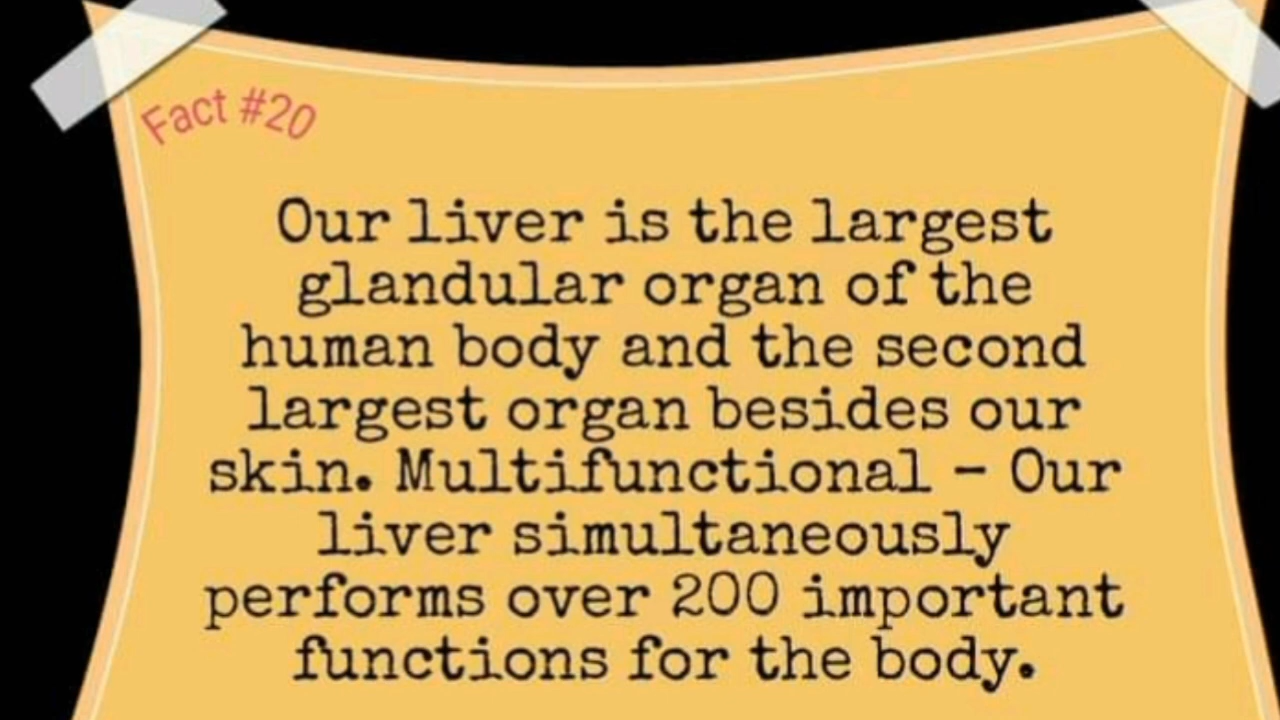 Fact #20
Our liver is the largest
glandular organ of the
human body and the second
largest organ besides our
skin. Multifunctional - Our
liver simultaneously
performs over 200 important
functions for the body.